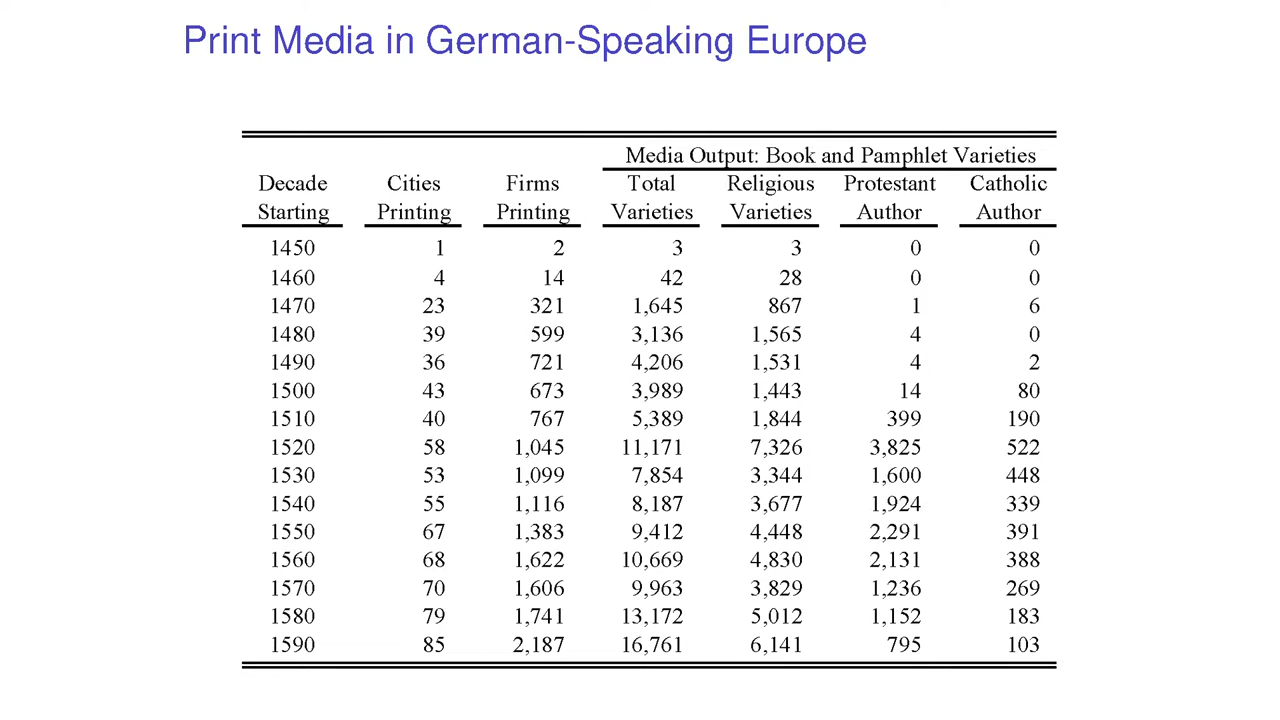 Print Media in German-Speaking Europe
Media Output: Book and Pamphlet Varieties
Decade Cities Firms Total Religious Protestant Catholic
Starting Printing Printing Varieties Varieties Author Author
1450 1 2 3 3 0 0
1460 4 14 42 28 0 0
1470 23 321 1,645 867 1 6
1480 39 599 3,136 1,565 4 0
1490 36 721 4,206 1,531 4 2
1500 43 673 3,989 1,443 14 80
1510 40 767 5,389 1,844 399 190
1520 58 1,045 11,171 7,326 3,825 522
1530 53 1,099 7,854 3,344 1,600 448
1540 55 1,116 8,187 3,677 1,924 339
1550 67 1,383 9,412 4,448 2,291 391
1560 68 1,622 10,669 4,830 2,131 388
1570 70 1,606 9,963 3,829 1,236 269
1580 79 1,741 13,172 5,012 1,152 183
1590 85 2,187 16,761 6,141 795 103